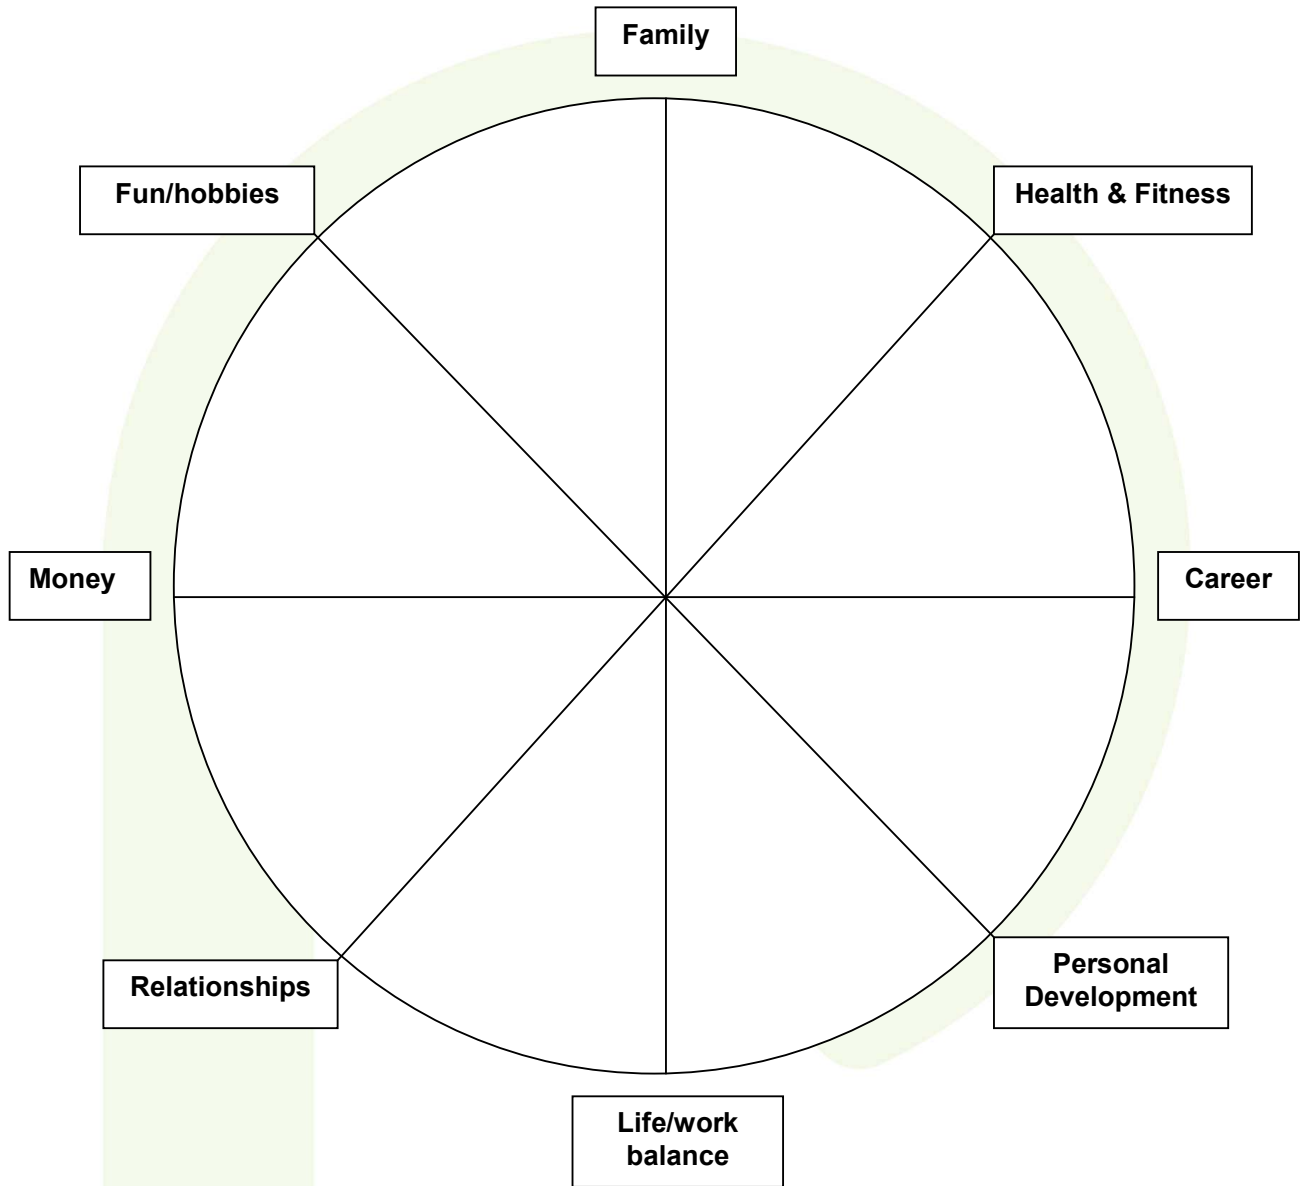 Family
Fun/hobbies
Health & Fitness
Money
Career
Relationships
Personal
Development
Life/work
balance